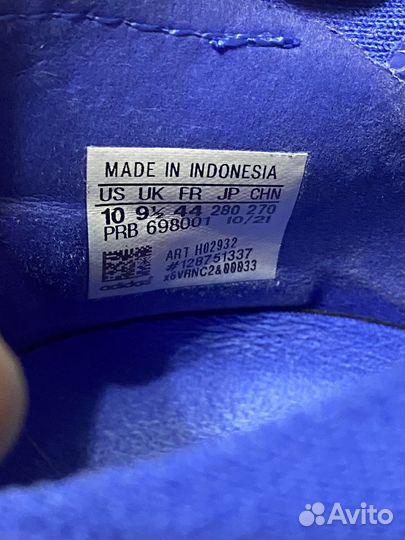 MADE IN INDONESIA
US UK FR JP CHN
10 9½ 44 280 270
PRB 698001 10/21
ART H02932
#128751337
x6VRNC2&00033
adidas
Avito